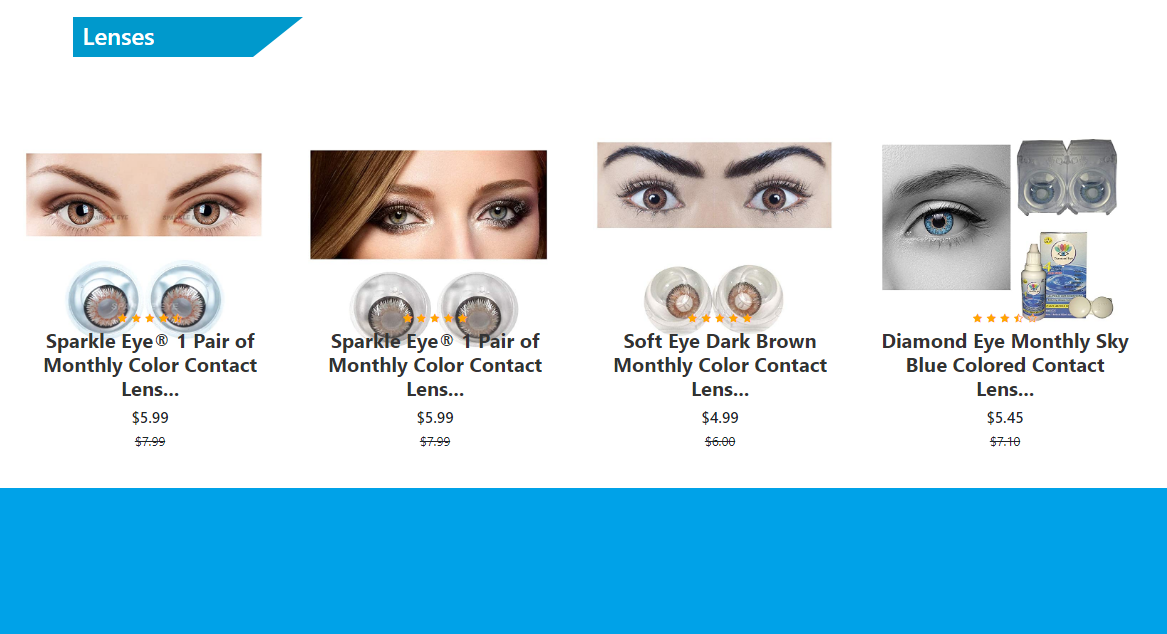 Lenses
Sparkle Eye® 1 Pair of
Monthly Color Contact
Lens...
$5.99
$7.99
Sparkle Eye® 1 Pair of
Monthly Color Contact
Lens...
$5.99
$7.99
Soft Eye Dark Brown
Monthly Color Contact
Lens...
$4.99
$6.00
Diamond Eye Monthly Sky
Blue Colored Contact
Lens...
$5.45
$7.10